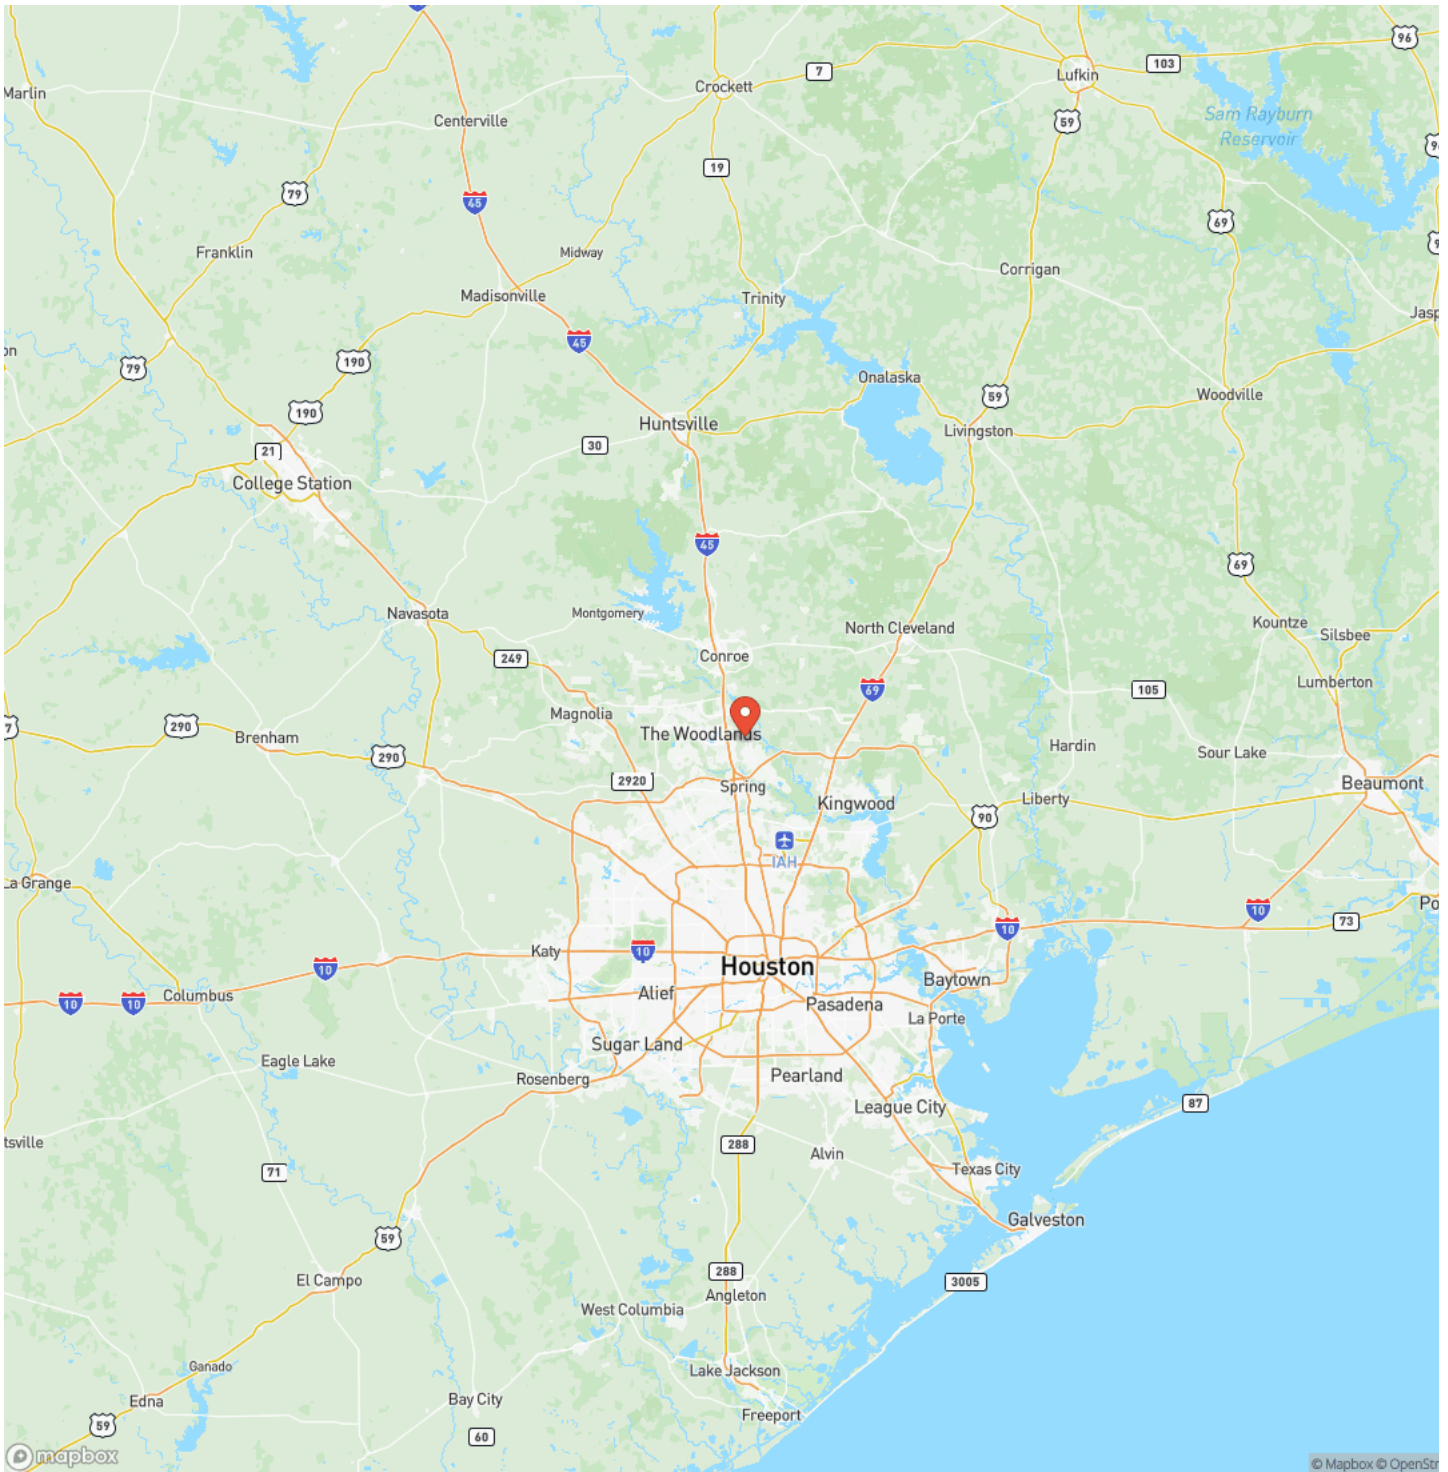 96
103
7
Lufkin
Crockett
Marlin
Sam Rayburn
Reservoir
Centerville
59
19
79
45
69
Franklin
Midway
Corrigan
Madisonville
Trinity
45
190
79
Onalaska
59
Woodville
190
Huntsville
Livingston
30
21
College Station
45
69
Navasota
Montgomery
North Cleveland
Kountze
Silsbee
Conroe
249
69
105
Lumberton
Magnolia
290
The Woodlands
Brenham
Hardin
Sour Lake
290
2920
Spring
Beaumont
Kingwood
Liberty
90
IAH
La Grange
10
73
10
Katy
10
10
Houston
Baytown
Alief
10
10
Columbus
Pasadena
La Porte
Sugar Land
Eagle Lake
Rosenberg
Pearland
League City
87
288
Alvin
71
Texas City
Galveston
59
288
El Campo
3005
Angleton
West Columbia
Ganado
Lake Jackson
Edna
Bay City
Freeport
59
60
mapbox
© Mapbox © OpenStr